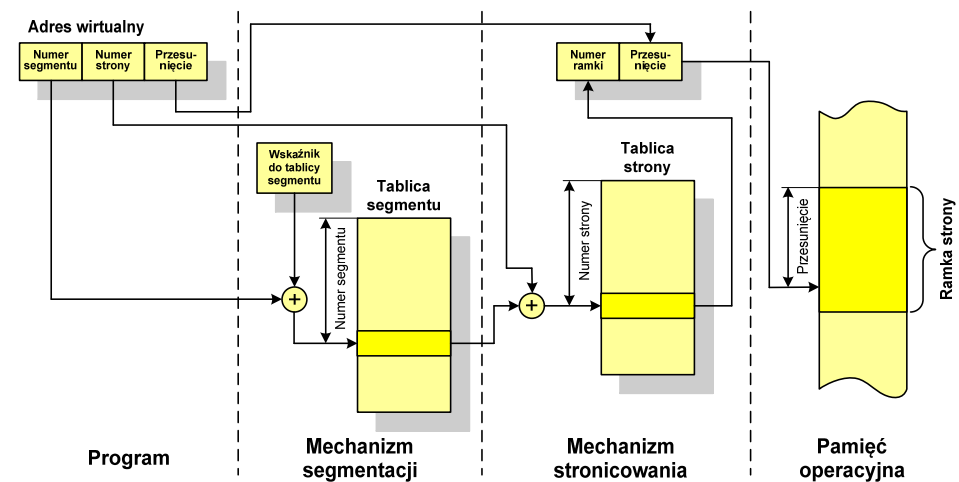 Adres wirtualny
Numer
segmentu
Numer
strony
Przesu-
nięcie
Wskaźnik
do tablicy
segmentu
Tablica
segmentu
Numer segmentu
+
Program
Mechanizm
segmentacji
Numer
ramki
Przesu-
nięcie
Tablica
strony
Numer strony
+
Mechanizm
stronicowania
Przesunięcie
Ramka strony
Pamięć
operacyjna